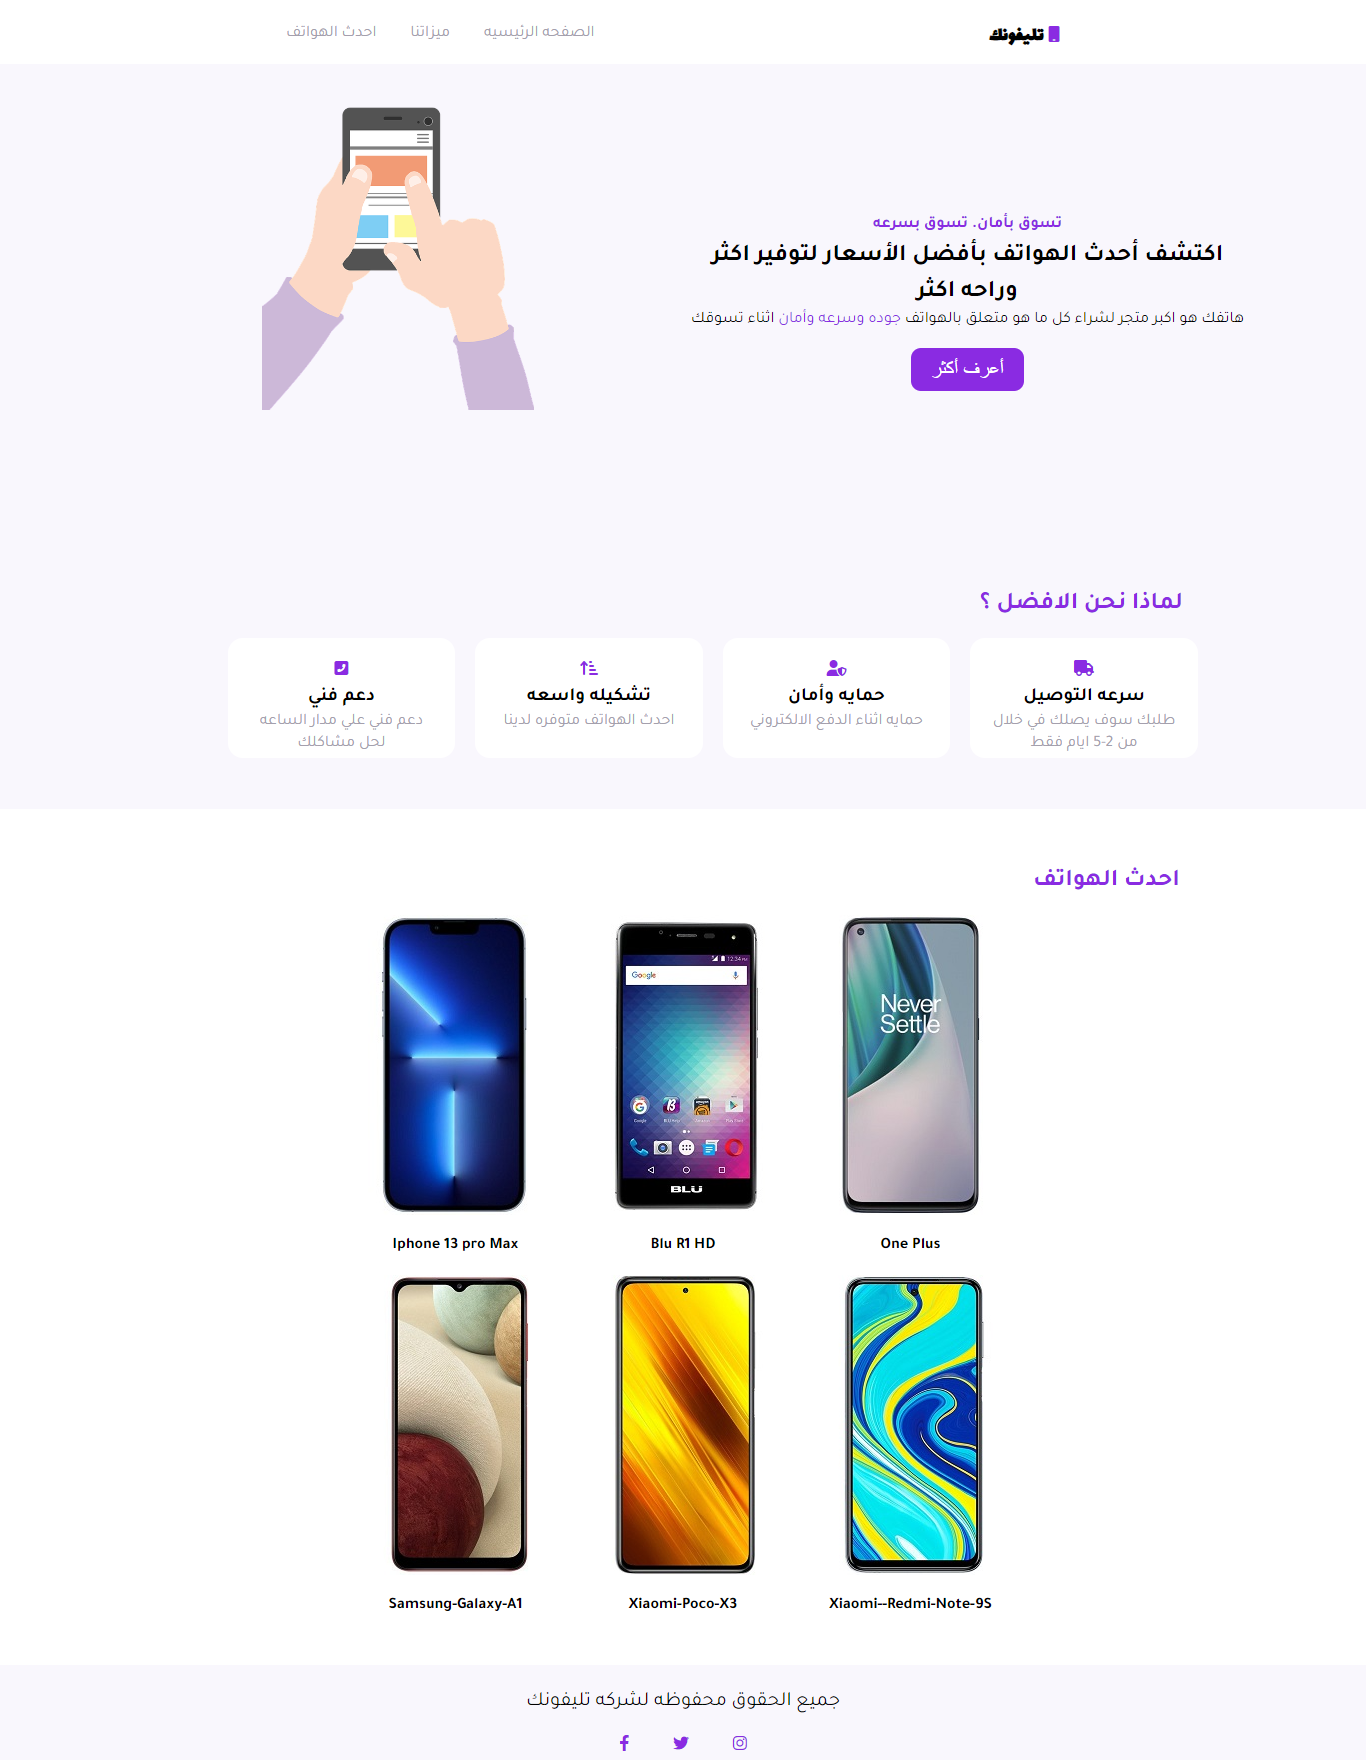 تليفونك
الصفحه الرئيسيه
ميزاتنا
احدث الهواتف
تسوق بأمان. تسوق بسرعه
اكتشف أحدث الهواتف بأفضل الأسعار لتوفير اكثر
وراحه اكثر
هاتفك هو اكبر متجر لشراء كل ما هو متعلق بالهواتف جوده وسرعه وأمان اثناء تسوقك
أعرف أكثر
لماذا نحن الافضل ؟
سرعه التوصيل
طلبك سوف يصلك في خلال
من 2-5 ايام فقط
حمايه وأمان
حمايه اثناء الدفع الالكتروني
تشكيله واسعه
احدث الهواتف متوفره لدينا
دعم فني
دعم فني علي مدار الساعه
لحل مشاكلك
احدث الهواتف
Never
Settle
One Plus
12:34
Google
Google
BLU
Blu R1 HD
Iphone 13 pro Max
Xiaomi--Redmi-Note-9S
Xiaomi-Poco-X3
Samsung-Galaxy-A1
جميع الحقوق محفوظه لشركه تليفونك